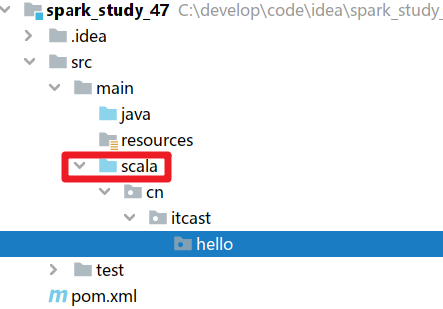 spark_study_47 C:\develop\code\idea\spark_study_
.idea
src
main
java
resources
scala
cn
itcast
hello
test
pom.xml